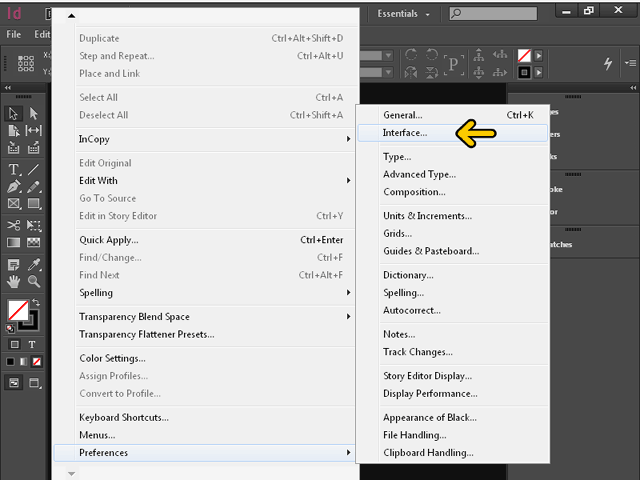 Id
Essentials
File
Edit
X:
Y:
Duplicate Ctrl+Alt+Shift+D
Step and Repeat... Ctrl+Alt+U
Place and Link
Select All Ctrl+A
Deselect All Ctrl+Shift+A
InCopy
Edit Original
Edit With
Go To Source
Edit in Story Editor Ctrl+Y
Quick Apply... Ctrl+Enter
Find/Change... Ctrl+F
Find Next Ctrl+Alt+F
Spelling
Transparency Blend Space
Transparency Flattener Presets...
Color Settings...
Assign Profiles...
Convert to Profile...
Keyboard Shortcuts...
Menus...
Preferences
General... Ctrl+K
Interface...
Type...
Advanced Type...
Composition...
Units & Increments...
Grids...
Guides & Pasteboard...
Dictionary...
Spelling...
Autocorrect...
Notes...
Track Changes...
Story Editor Display...
Display Performance...
Appearance of Black...
File Handling...
Clipboard Handling...
es
ers
s
oke
or
atches